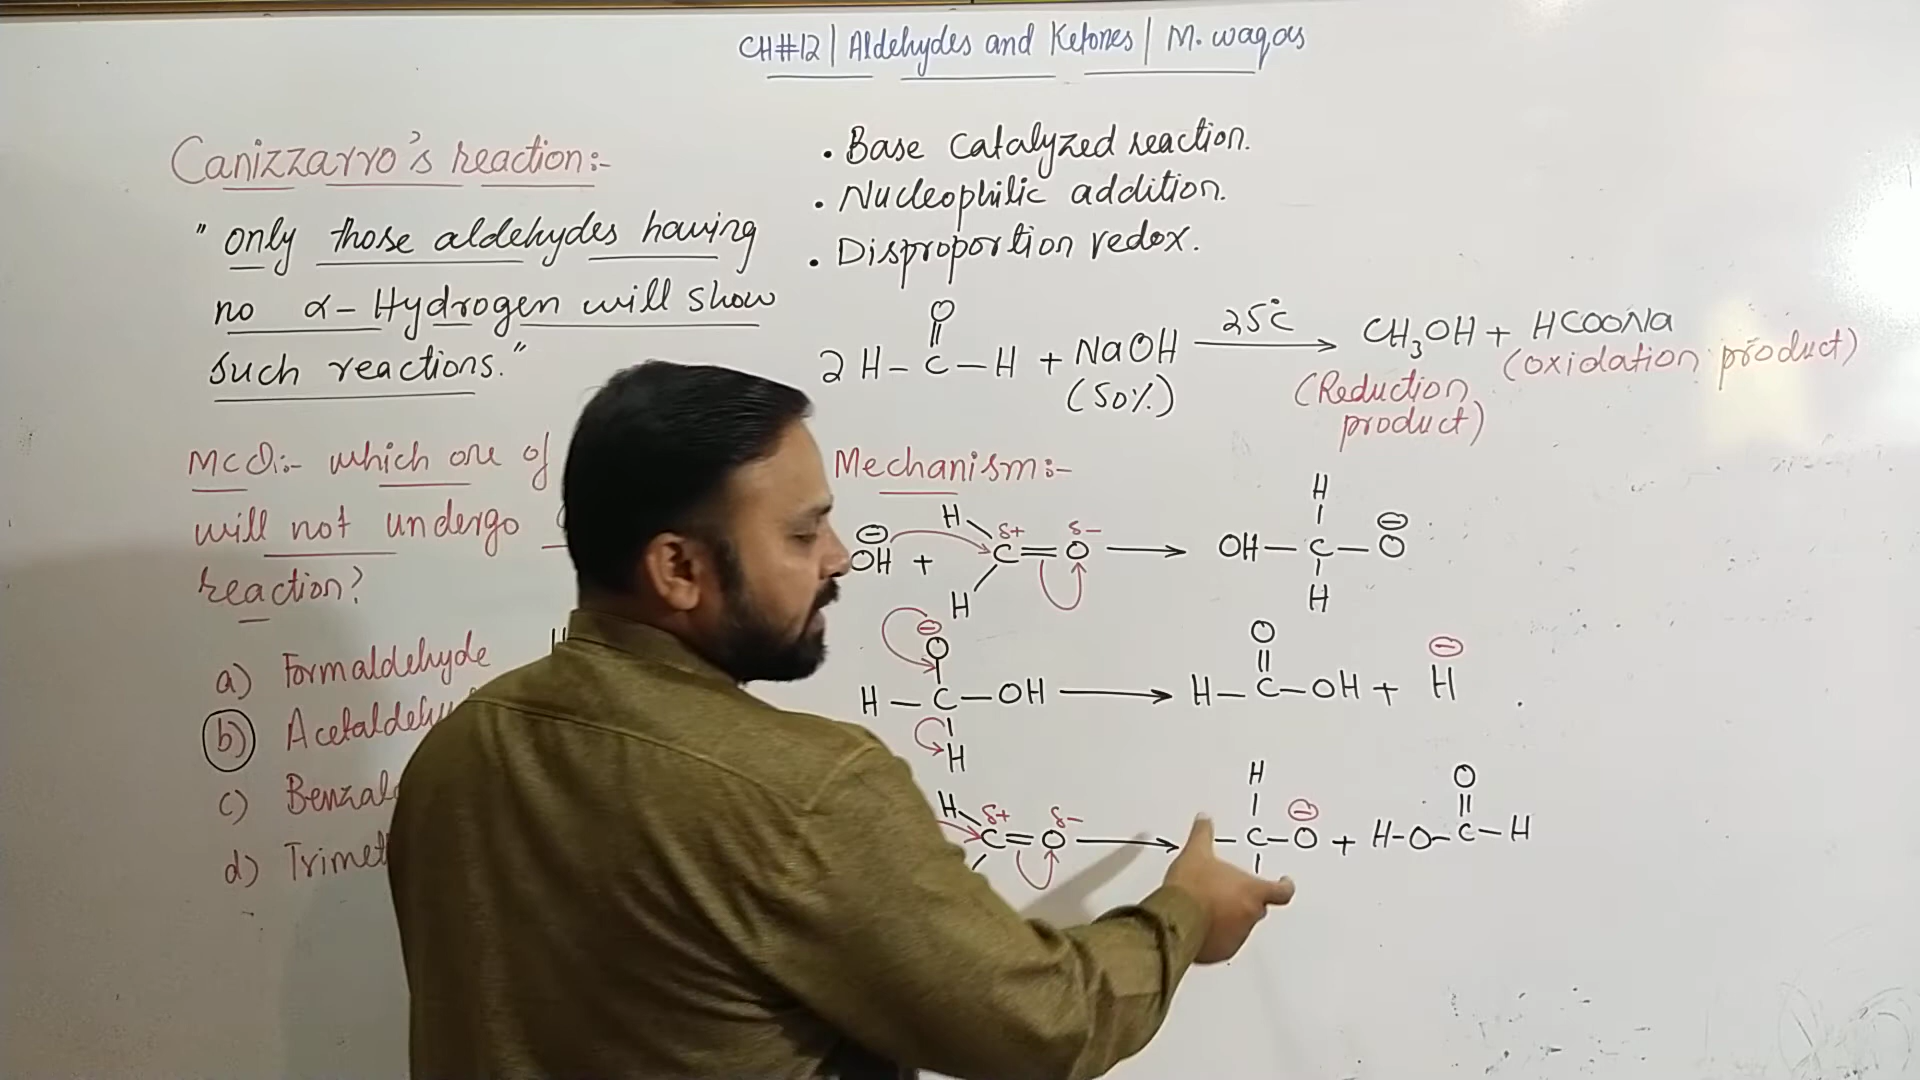 CH#12 | Aldehydes and Ketones | M. waqas
Canizzarro's reaction:-
" only those aldehydes having
no α- Hydrogen will show
such reactions."
MCQ:- which one of
will not undergo
reaction?
a) Formaldehyde
b) Acetaldehy
c) Benzal
d) Trimet
. Base Catalyzed reaction.
. Nucleophilic addition.
. Disproportion redox.
O
2 H - C - H + NaOH 25°C → CH₃OH + HCOONa
(50%) (Reduction product) (oxidation product)
Mechanism:-
H δ+ δ- H ⊖
⊖OH + C = O → OH - C - O
H H
⊖
O O ⊖
H - C - OH → H - C - OH + H
H
H δ+ δ- H ⊖ O
C = O → - C - O + H-O-C-H